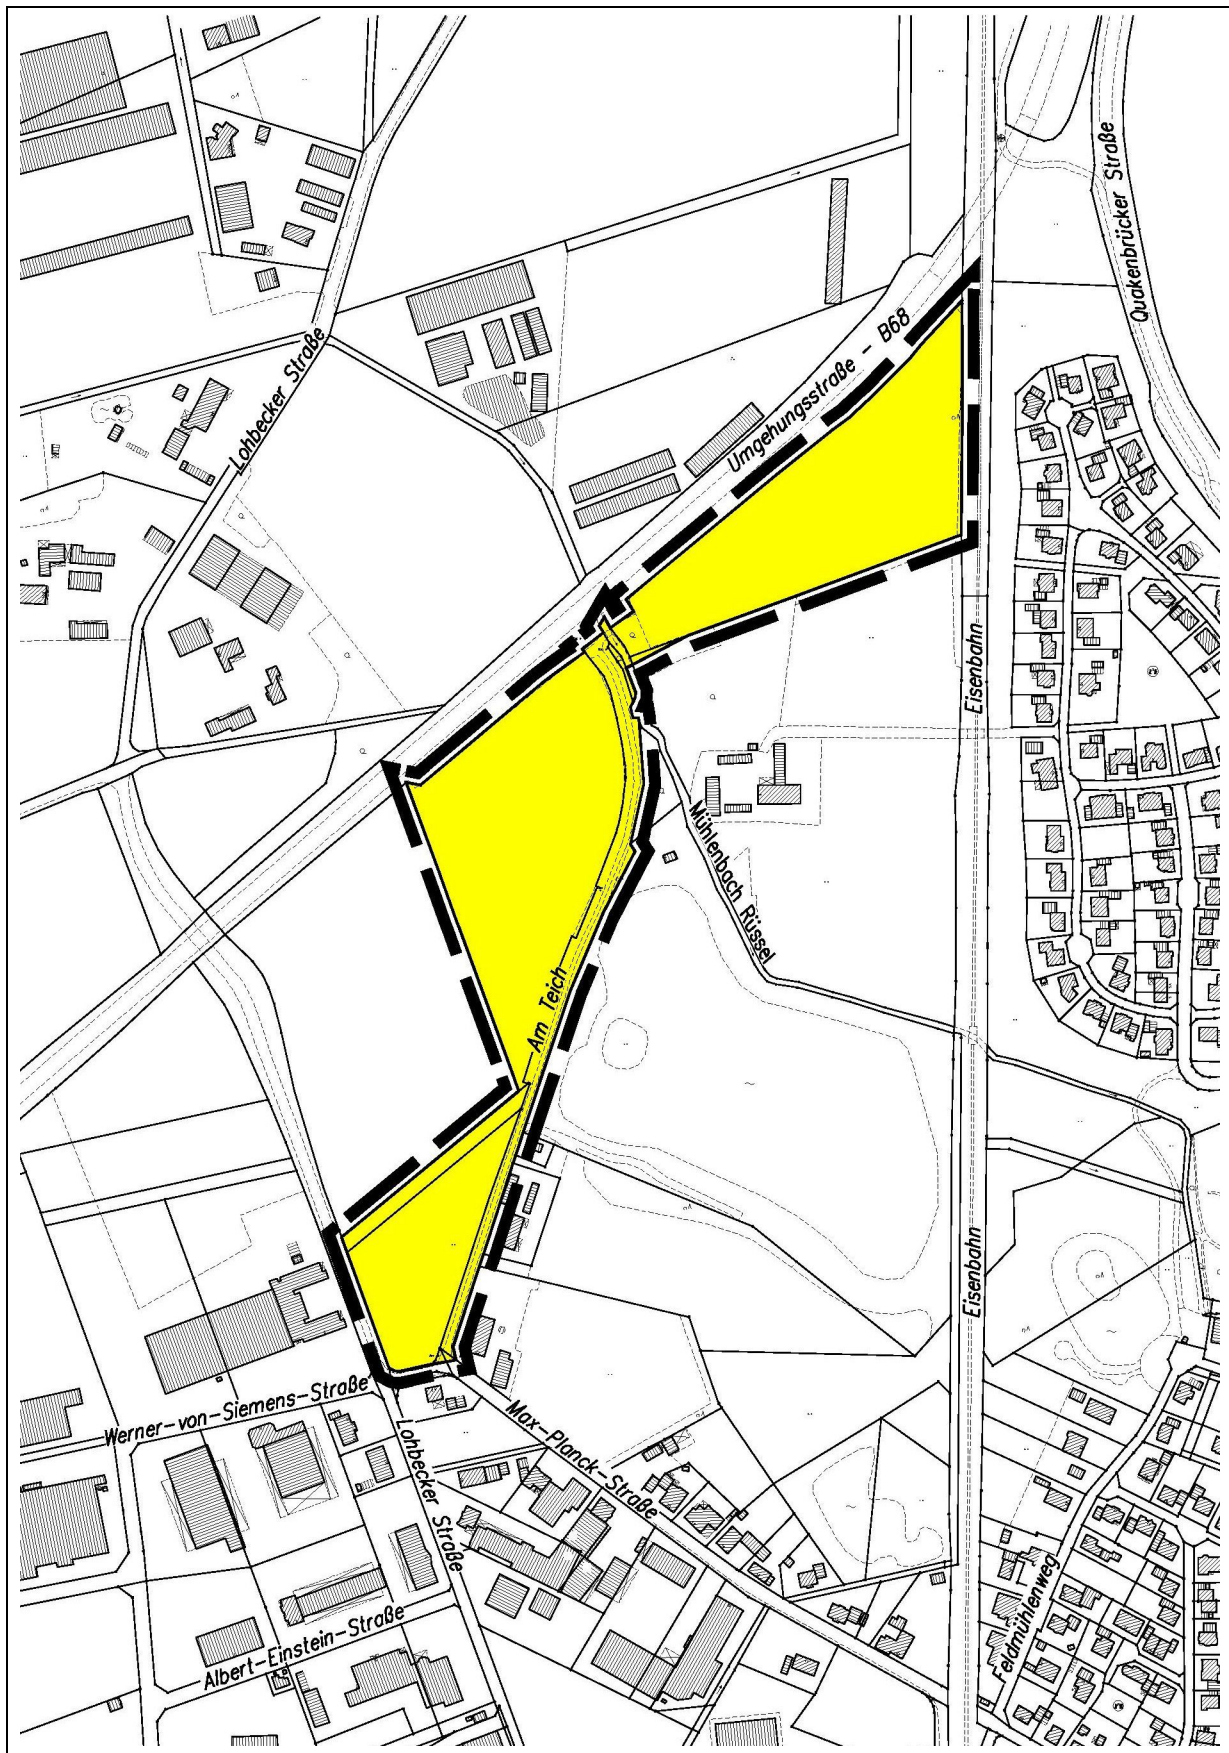 Quakenbrücker Straße
Umgehungsstraße - B68
Lohbecker Straße
Eisenbahn
Mühlenbach Rüssel
Am Teich
Eisenbahn
Werner-von-Siemens-Straße
Lohbecker Straße
Max-Planck-Straße
Albert-Einstein-Straße
Feldmühlenweg